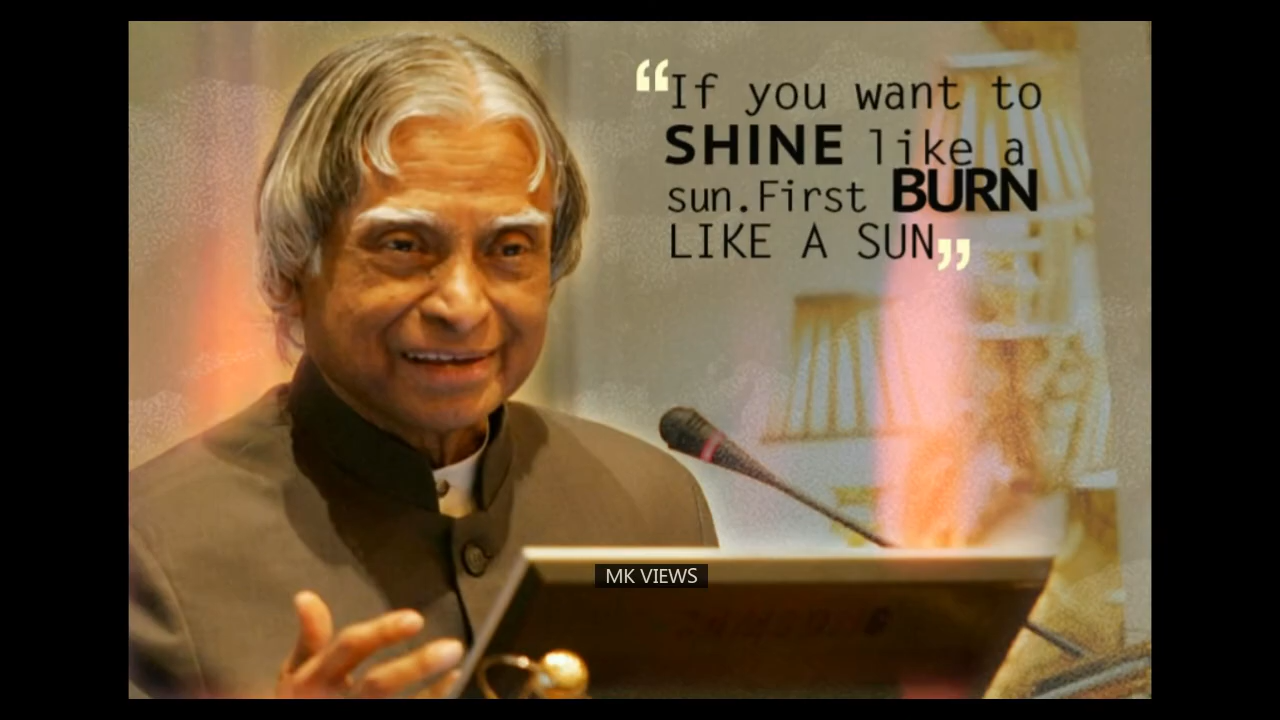 “If you want to
SHINE like a
sun.First BURN
LIKE A SUN”
MK VIEWS